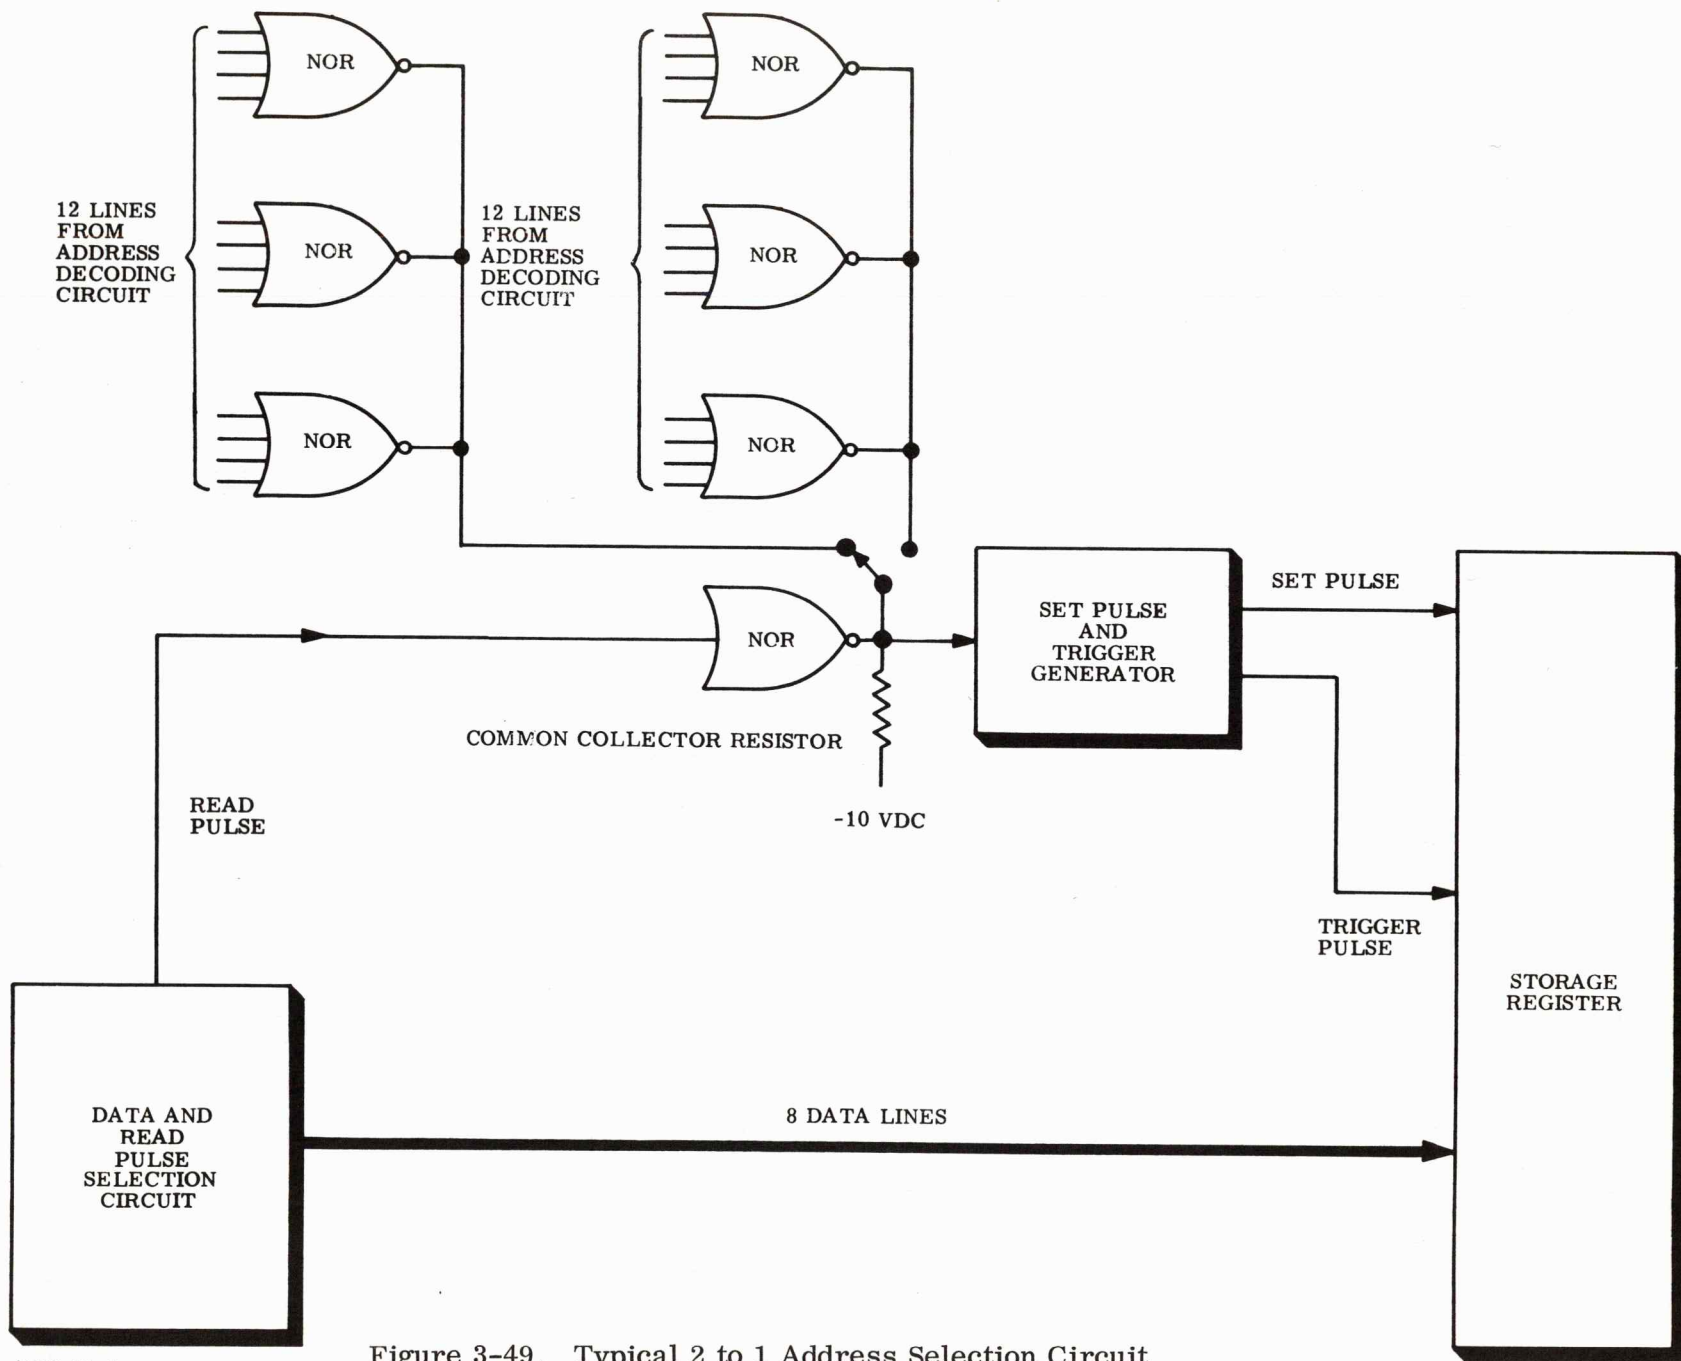 NOR
NOR
12 LINES
FROM
ADDRESS
DECODING
CIRCUIT
NOR
12 LINES
FROM
ADDRESS
DECODING
CIRCUIT
NOR
NOR
NOR
NOR
COMMON COLLECTOR RESISTOR
-10 VDC
SET PULSE
AND
TRIGGER
GENERATOR
SET PULSE
TRIGGER
PULSE
READ
PULSE
STORAGE
REGISTER
DATA AND
READ
PULSE
SELECTION
CIRCUIT
8 DATA LINES
Figure 3-49 Typical 2 to 1 Address Selection Circuit